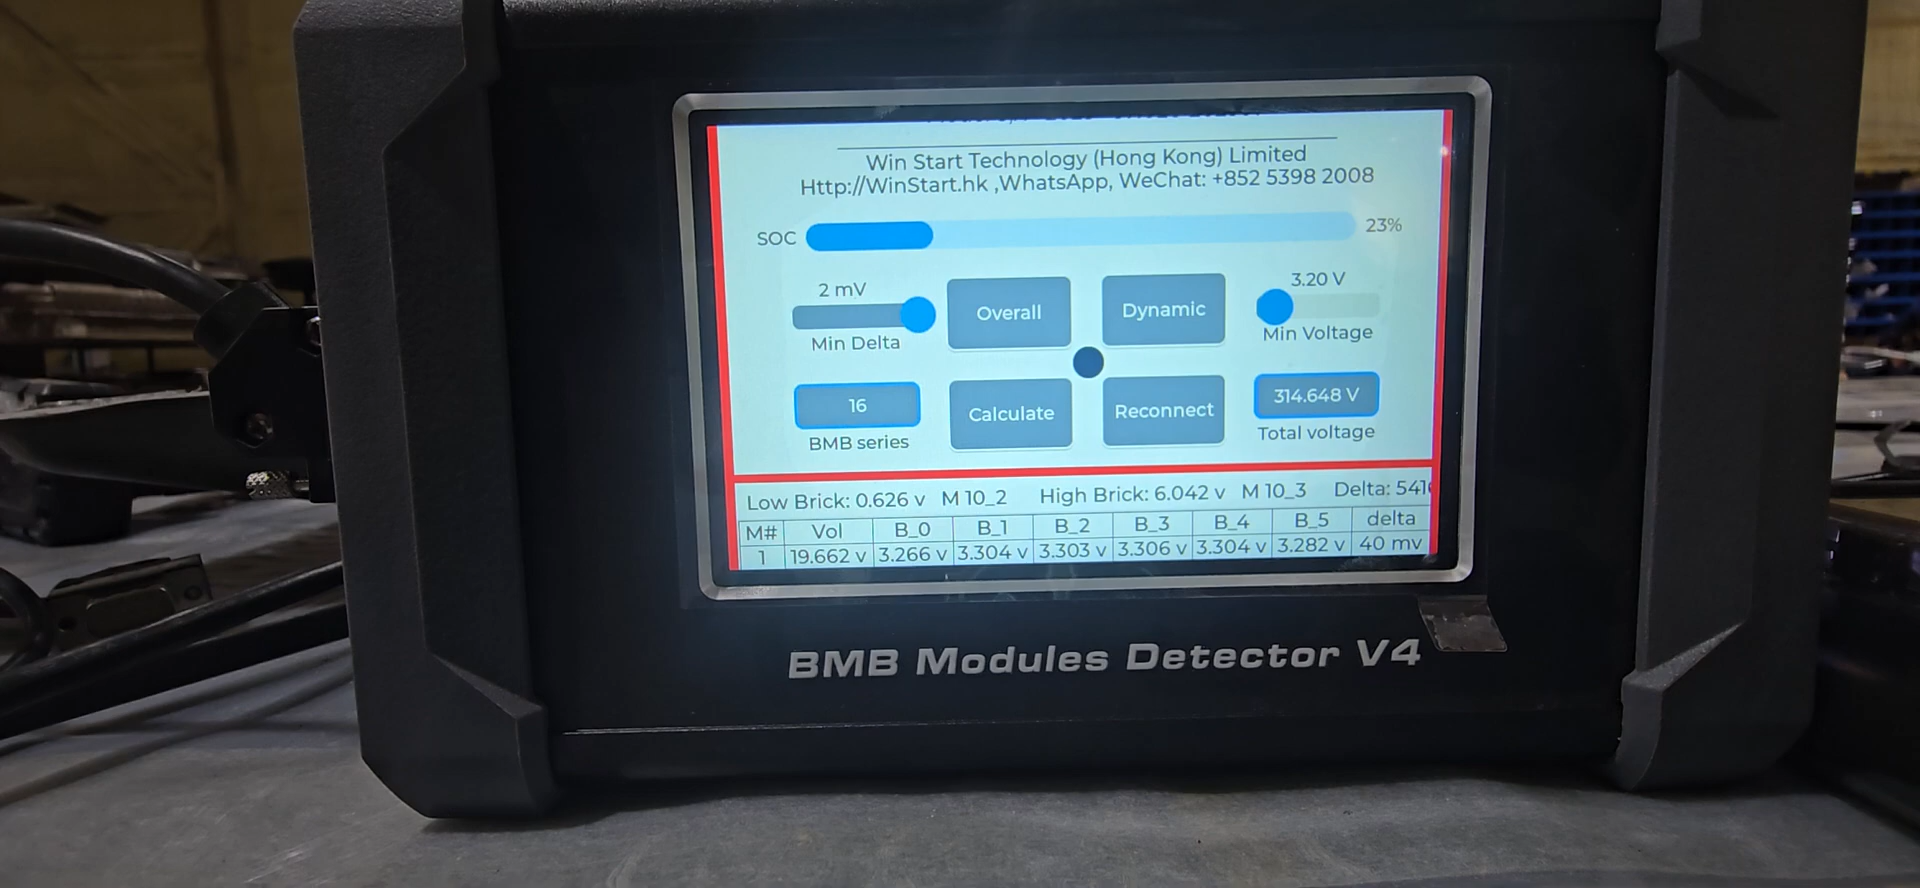 Win Start Technology (Hong Kong) Limited
Http://WinStart.hk ,WhatsApp, WeChat: +852 5398 2008
SOC 23%
2 mV Overall Dynamic 3.20 V
Min Delta Min Voltage
16 Calculate Reconnect 314.648 V
BMB series Total voltage
Low Brick: 0.626 v M 10_2 High Brick: 6.042 v M 10_3 Delta: 541
M# Vol B_0 B_1 B_2 B_3 B_4 B_5 delta
1 19.662 v 3.266 v 3.304 v 3.303 v 3.306 v 3.304 v 3.282 v 40 mv
BMB Modules Detector V4